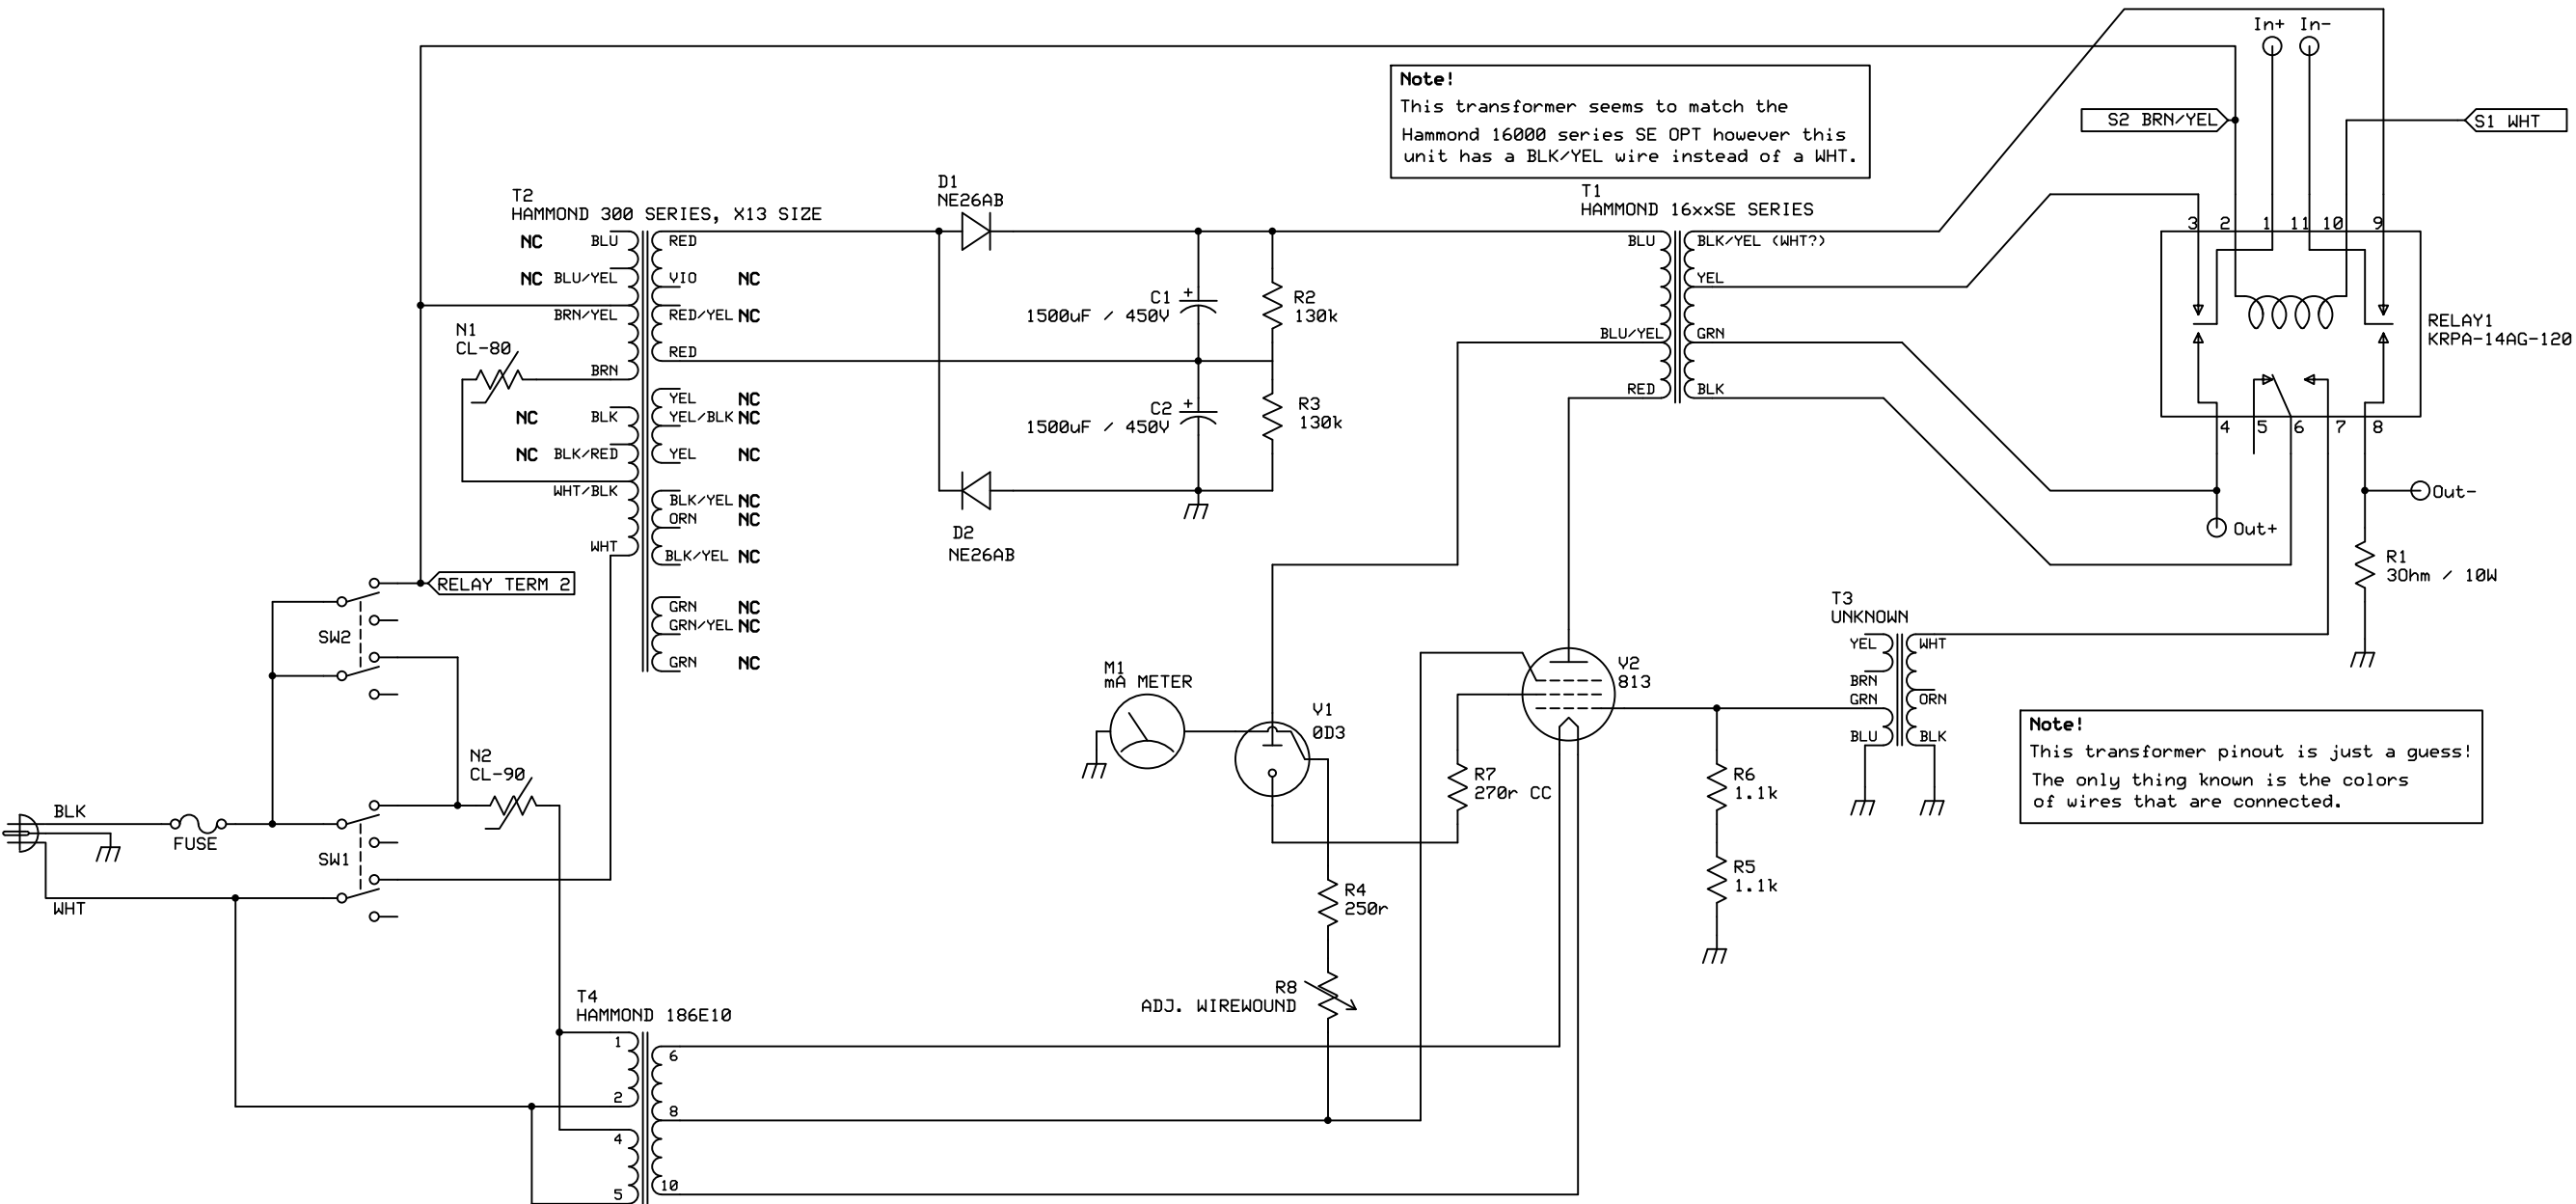 In+ In-
Note!
This transformer seems to match the
Hammond 16000 series SE OPT however this
unit has a BLK/YEL wire instead of a WHT.
S2 BRN/YEL
S1 WHT
D1
NE26AB
T2
HAMMOND 300 SERIES, X13 SIZE
T1
HAMMOND 16xxSE SERIES
3 2 1 11 10 9
NC BLU
RED
BLU
BLK/YEL (WHT?)
NC BLU/YEL
VIO NC
YEL
C1
+
1500uF / 450V
R2
130k
BRN/YEL
RED/YEL NC
N1
CL-80
BLU/YEL
GRN
RELAY1
KRPA-14AG-120
RED
BRN
RED
BLK
YEL NC
NC BLK
YEL/BLK NC
C2
+
1500uF / 450V
R3
130k
4 5 6 7 8
NC BLK/RED
YEL NC
WHT/BLK
BLK/YEL NC
ORN NC
Out-
Out+
D2
NE26AB
WHT
BLK/YEL NC
R1
3Ohm / 10W
RELAY TERM 2
GRN NC
GRN/YEL NC
GRN NC
SW2
T3
UNKNOWN
YEL
WHT
BRN
GRN
ORN
BLU
BLK
M1
mA METER
V2
813
V1
0D3
Note!
This transformer pinout is just a guess!
The only thing known is the colors
of wires that are connected.
N2
CL-90
R7
270r CC
R6
1.1k
BLK
FUSE
SW1
WHT
R5
1.1k
R4
250r
R8
ADJ. WIREWOUND
T4
HAMMOND 186E10
1
6
2
8
4
5
10